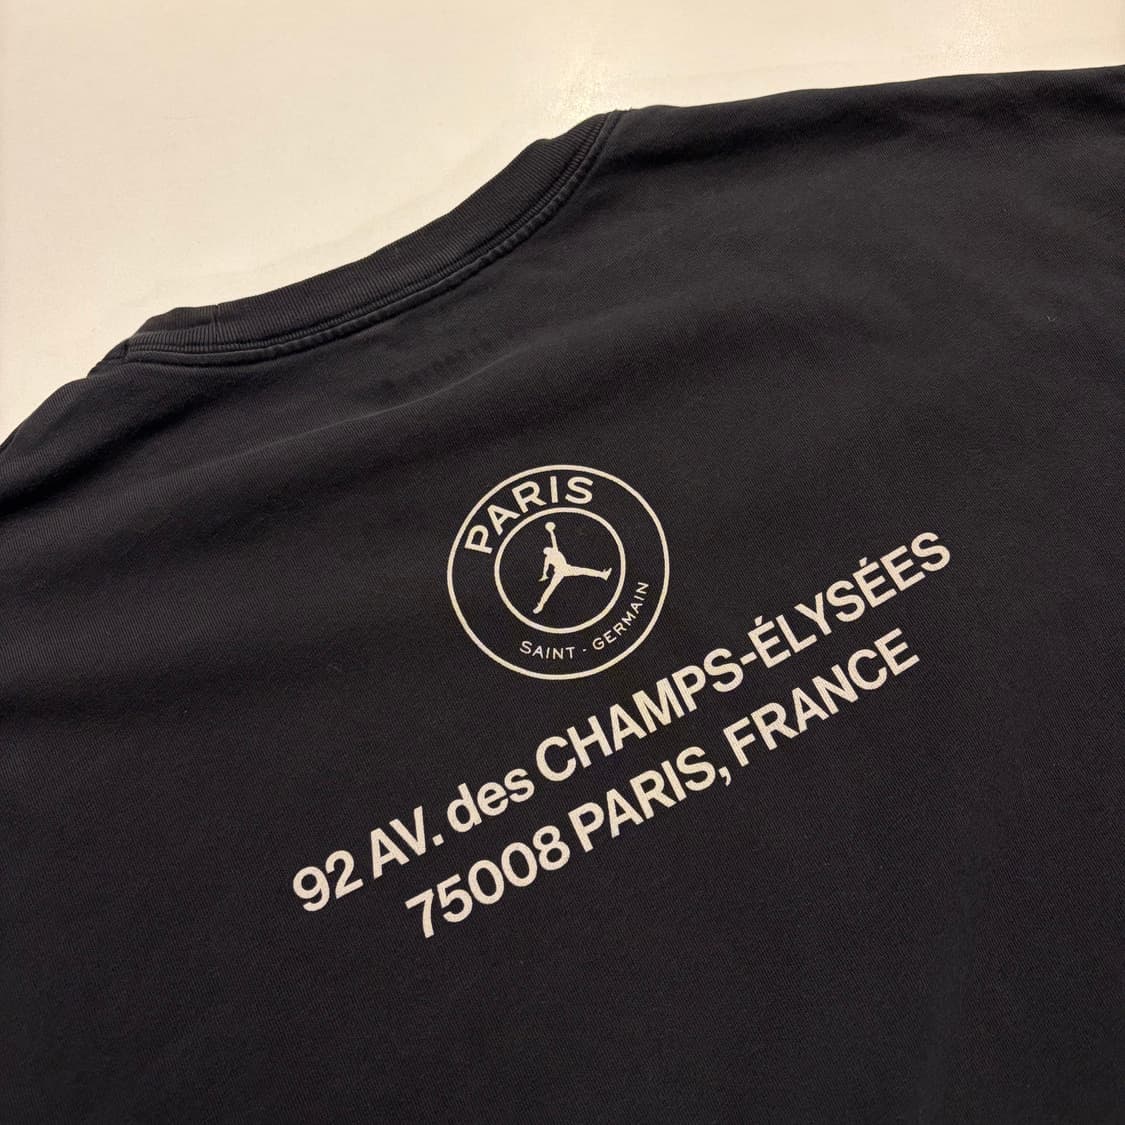 PARIS
SAINT - GERMAIN
92 AV. des CHAMPS-ÉLYSÉES
75008 PARIS, FRANCE